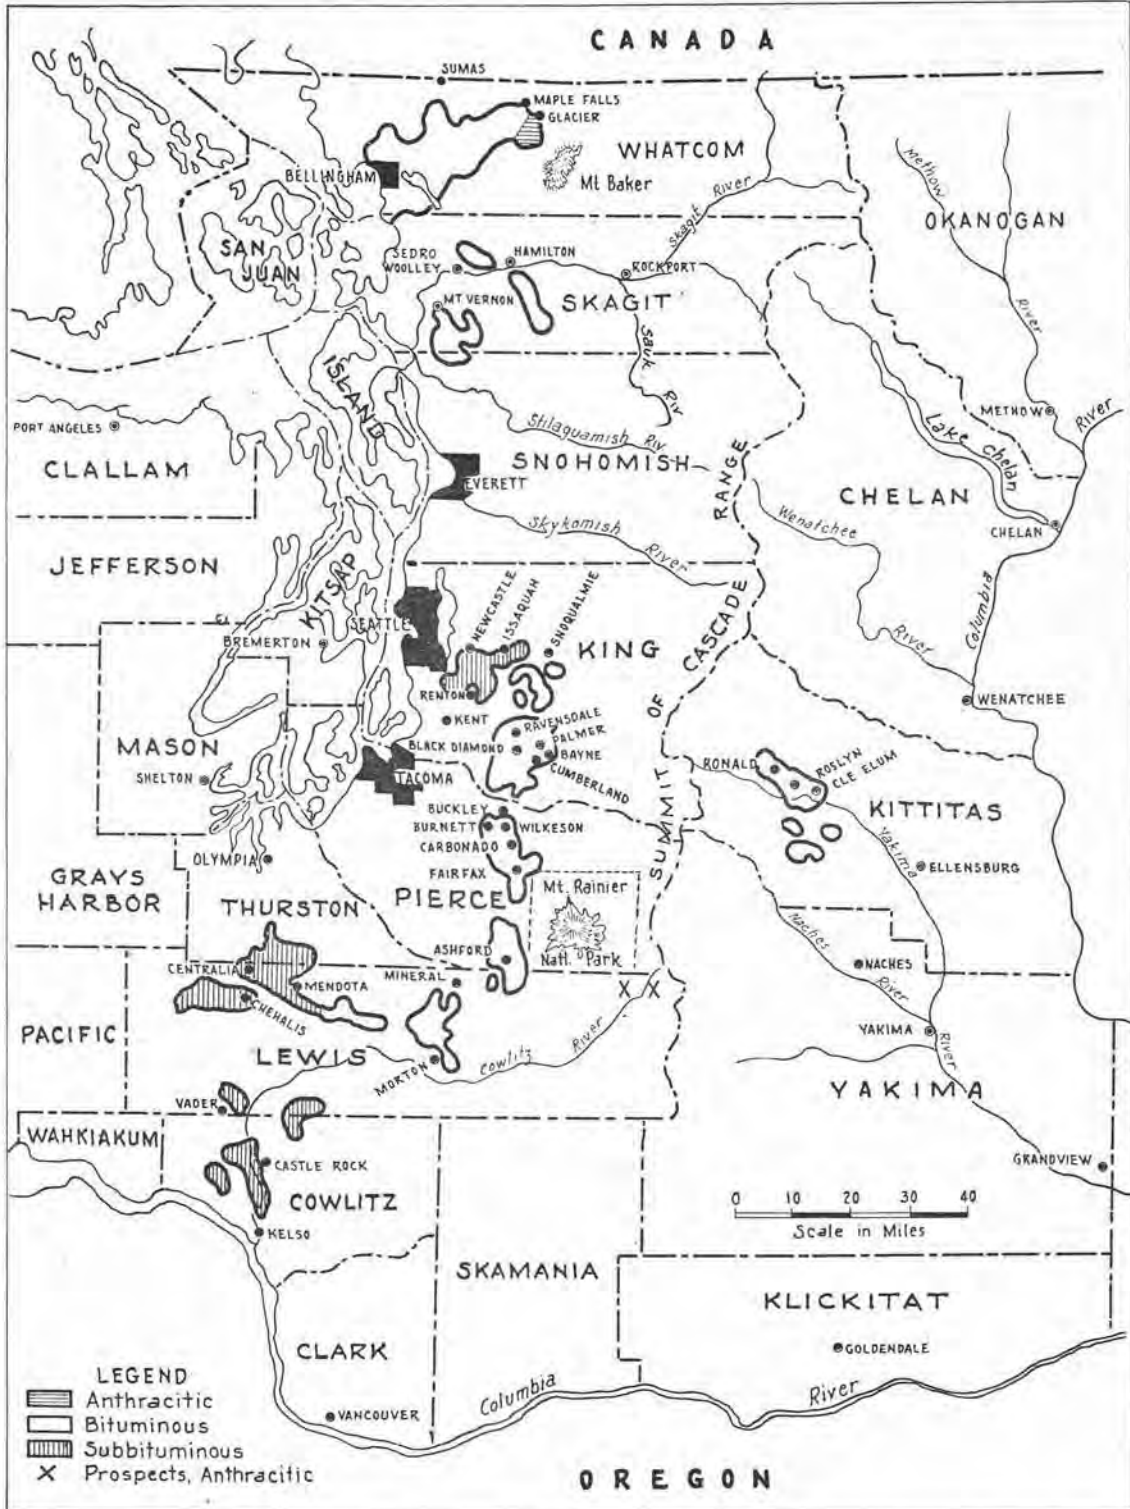 CANADA
SUMAS
MAPLE FALLS
GLACIER
WHATCOM
BELLINGHAM
Mt Baker
Methow
River
Skagit
River
OKANOGAN
SAN
JUAN
SEDRO
WOOLLEY
HAMILTON
ROCKPORT
MT VERNON
SKAGIT
Sauk
Riv
ISLAND
METHOW
River
Lake Chelan
PORT ANGELES
CLALLAM
Stilaguamish Riv
SNOHOMISH
EVERETT
CHELAN
CHELAN
Skykomish
River
Wenatchee
River
Columbia
JEFFERSON
KITSAP
SEATTLE
BREMERTON
NEWCASTLE
ISSAQUAH
SNOQUALMIE
KING
RENTON
KENT
WENATCHEE
SUMMIT OF CASCADE RANGE
MASON
SHELTON
RAVENSDALE
PALMER
BLACK DIAMOND
BAYNE
CUMBERLAND
TACOMA
RONALD
ROSLYN
CLE ELUM
KITTITAS
BUCKLEY
BURNETT
WILKESON
CARBONADO
FAIRFAX
Yakima
ELLENSBURG
OLYMPIA
GRAYS
HARBOR
THURSTON
PIERCE
Mt. Rainier
Natl. Park
ASHFORD
Naches
River
NACHES
CENTRALIA
MENDOTA
MINERAL
X X
CHEHALIS
PACIFIC
LEWIS
MORTON
Cowlitz
River
YAKIMA
River
YAKIMA
VADER
WAHKIAKUM
CASTLE ROCK
COWLITZ
GRANDVIEW
0 10 20 30 40
Scale in Miles
KELSO
SKAMANIA
KLICKITAT
GOLDENDALE
CLARK
VANCOUVER
Columbia
River
LEGEND
Anthracitic
Bituminous
Subbituminous
X Prospects, Anthracitic
OREGON